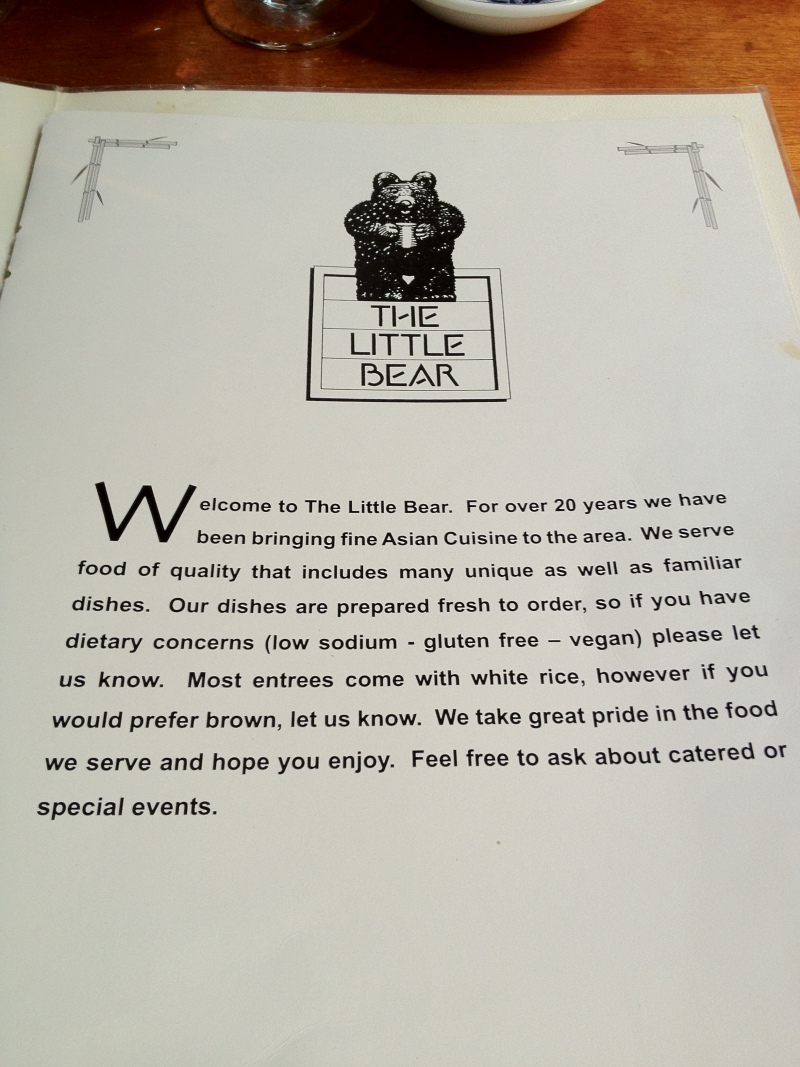 THE
LITTLE
BEAR
Welcome to The Little Bear. For over 20 years we have
been bringing fine Asian Cuisine to the area. We serve
food of quality that includes many unique as well as familiar
dishes. Our dishes are prepared fresh to order, so if you have
dietary concerns (low sodium - gluten free – vegan) please let
us know. Most entrees come with white rice, however if you
would prefer brown, let us know. We take great pride in the food
we serve and hope you enjoy. Feel free to ask about catered or
special events.